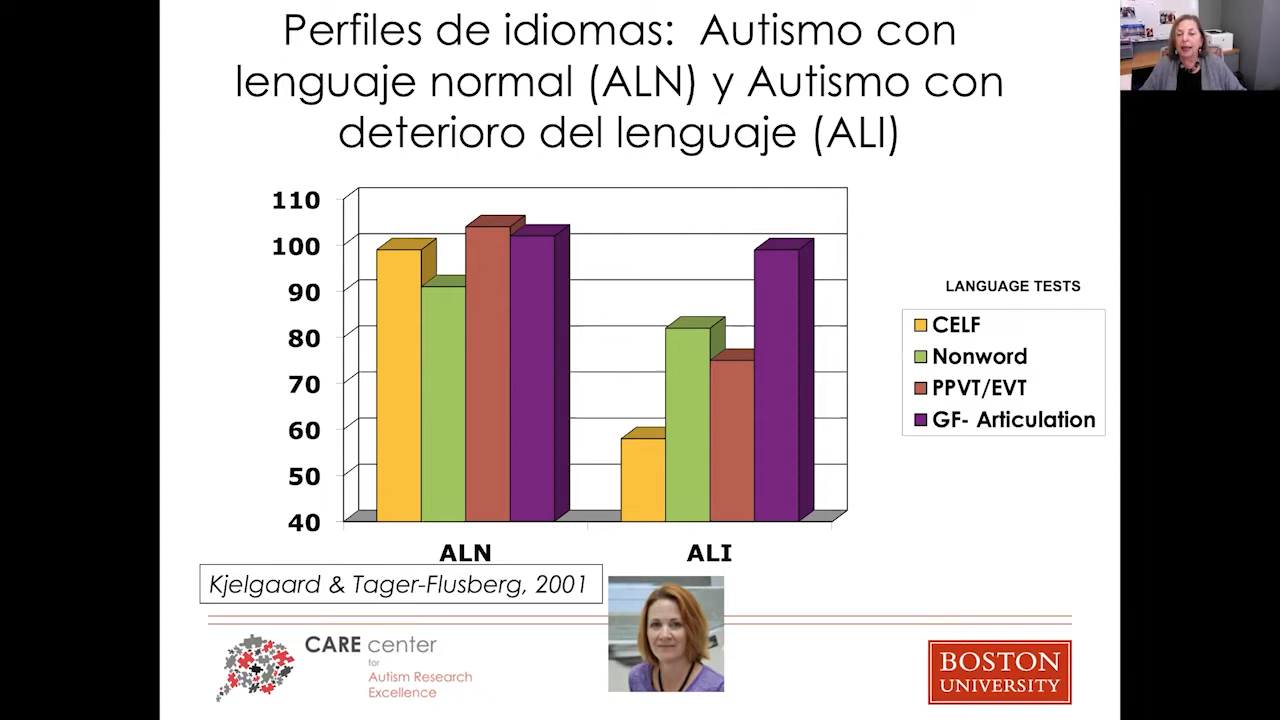 Perfiles de idiomas: Autismo con
lenguaje normal (ALN) y Autismo con
deterioro del lenguaje (ALI)
110
100
90
80
70
60
50
40
ALN
ALI
LANGUAGE TESTS
CELF
Nonword
PPVT/EVT
GF- Articulation
Kjelgaard & Tager-Flusberg, 2001
CARE center
for
Autism Research
Excellence
BOSTON
UNIVERSITY